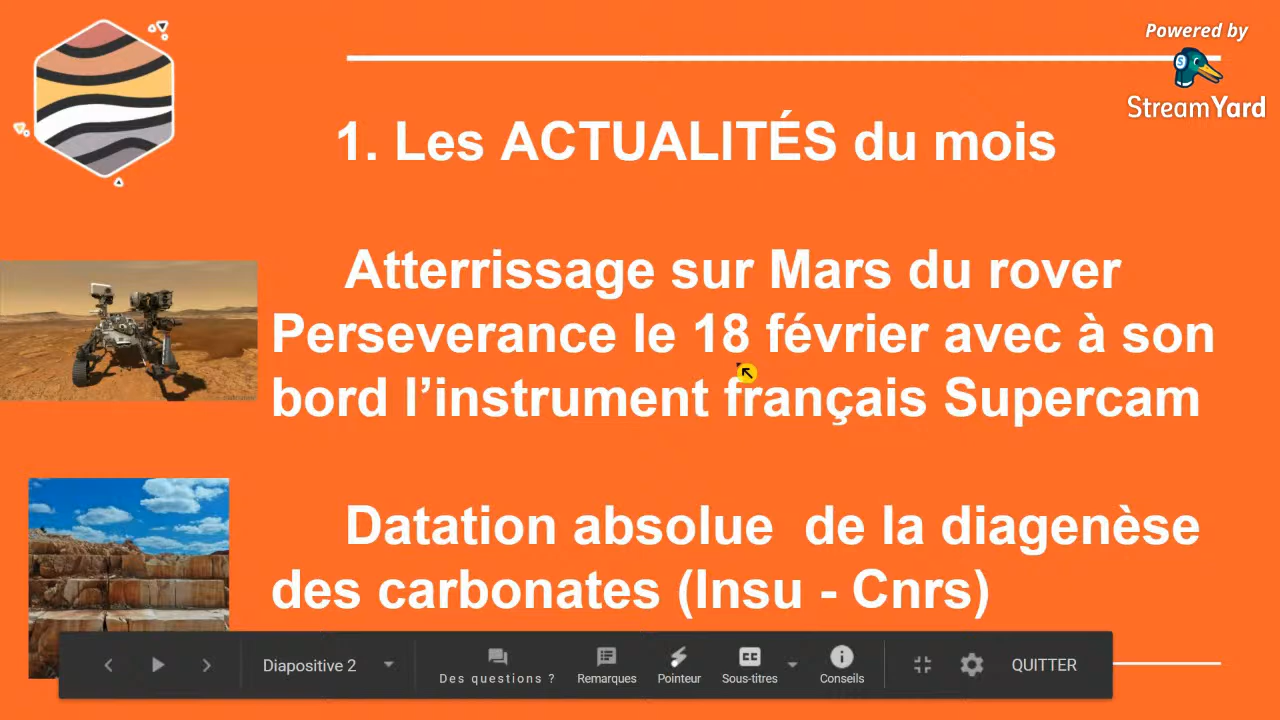 Powered by
StreamYard
1. Les ACTUALITÉS du mois
Atterrissage sur Mars du rover
Perseverance le 18 février avec à son
bord l’instrument français Supercam
Datation absolue de la diagenèse
des carbonates (Insu - Cnrs)
Diapositive 2
Des questions ?
Remarques
Pointeur
Sous-titres
Conseils
QUITTER